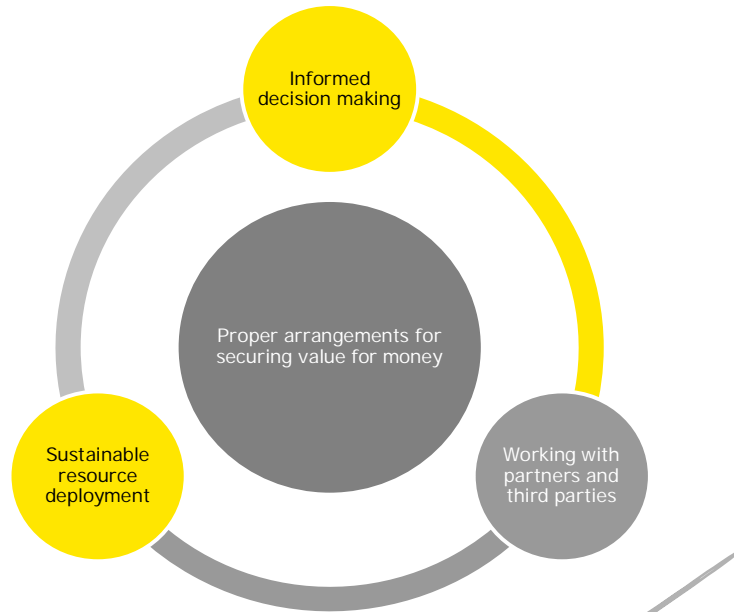 Informed
decision making
Proper arrangements for
securing value for money
Sustainable
resource
deployment
Working with
partners and
third parties